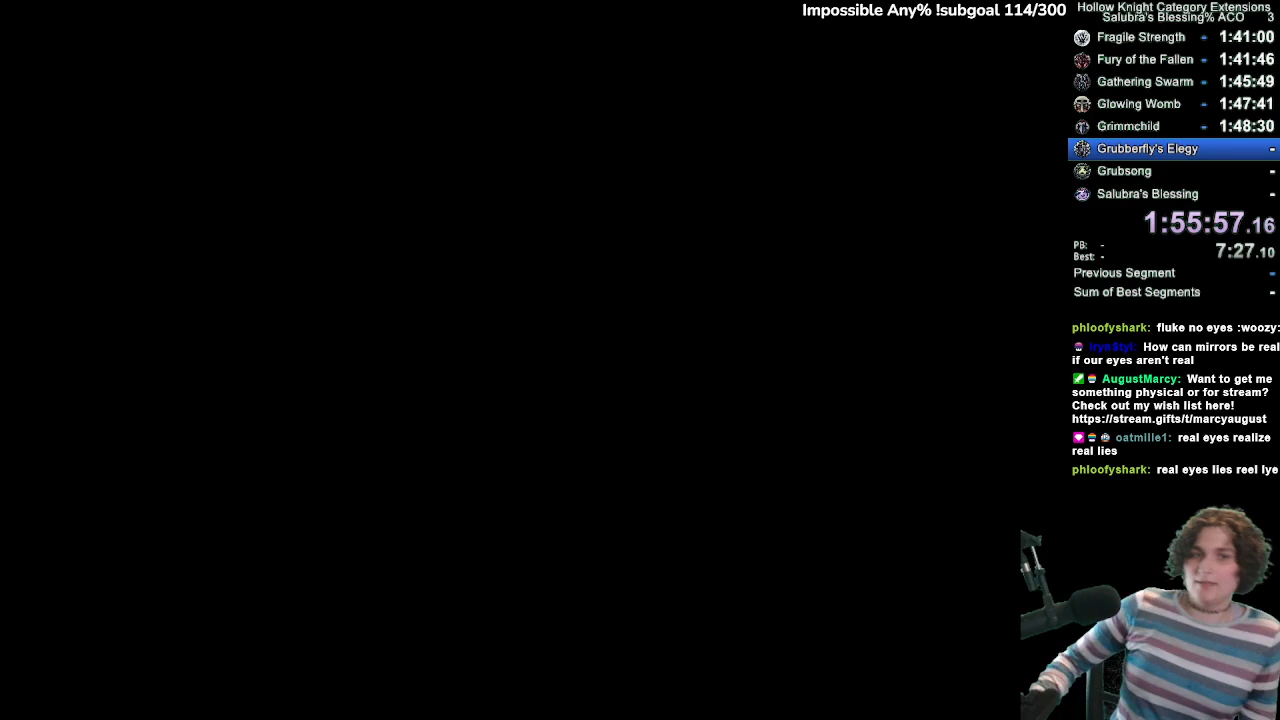 Impossible Any% !subgoal 114/300
Hollow Knight Category Extensions
Salubra's Blessing% ACO 3
Fragile Strength - 1:41:00
Fury of the Fallen - 1:41:46
Gathering Swarm - 1:45:49
Glowing Womb - 1:47:41
Grimmchild - 1:48:30
Grubberfly's Elegy -
Grubsong -
Salubra's Blessing -
1:55:57.16
PB: - 7:27.10
Best: -
Previous Segment -
Sum of Best Segments -
phloofyshark: fluke no eyes :woozy:
How can mirrors be real
if our eyes aren't real
AugustMarcy: Want to get me
something physical or for stream?
Check out my wish list here!
https://stream.gifts/t/marcyaugust
oatmille1: real eyes realize
real lies
phloofyshark: real eyes lies reel lye